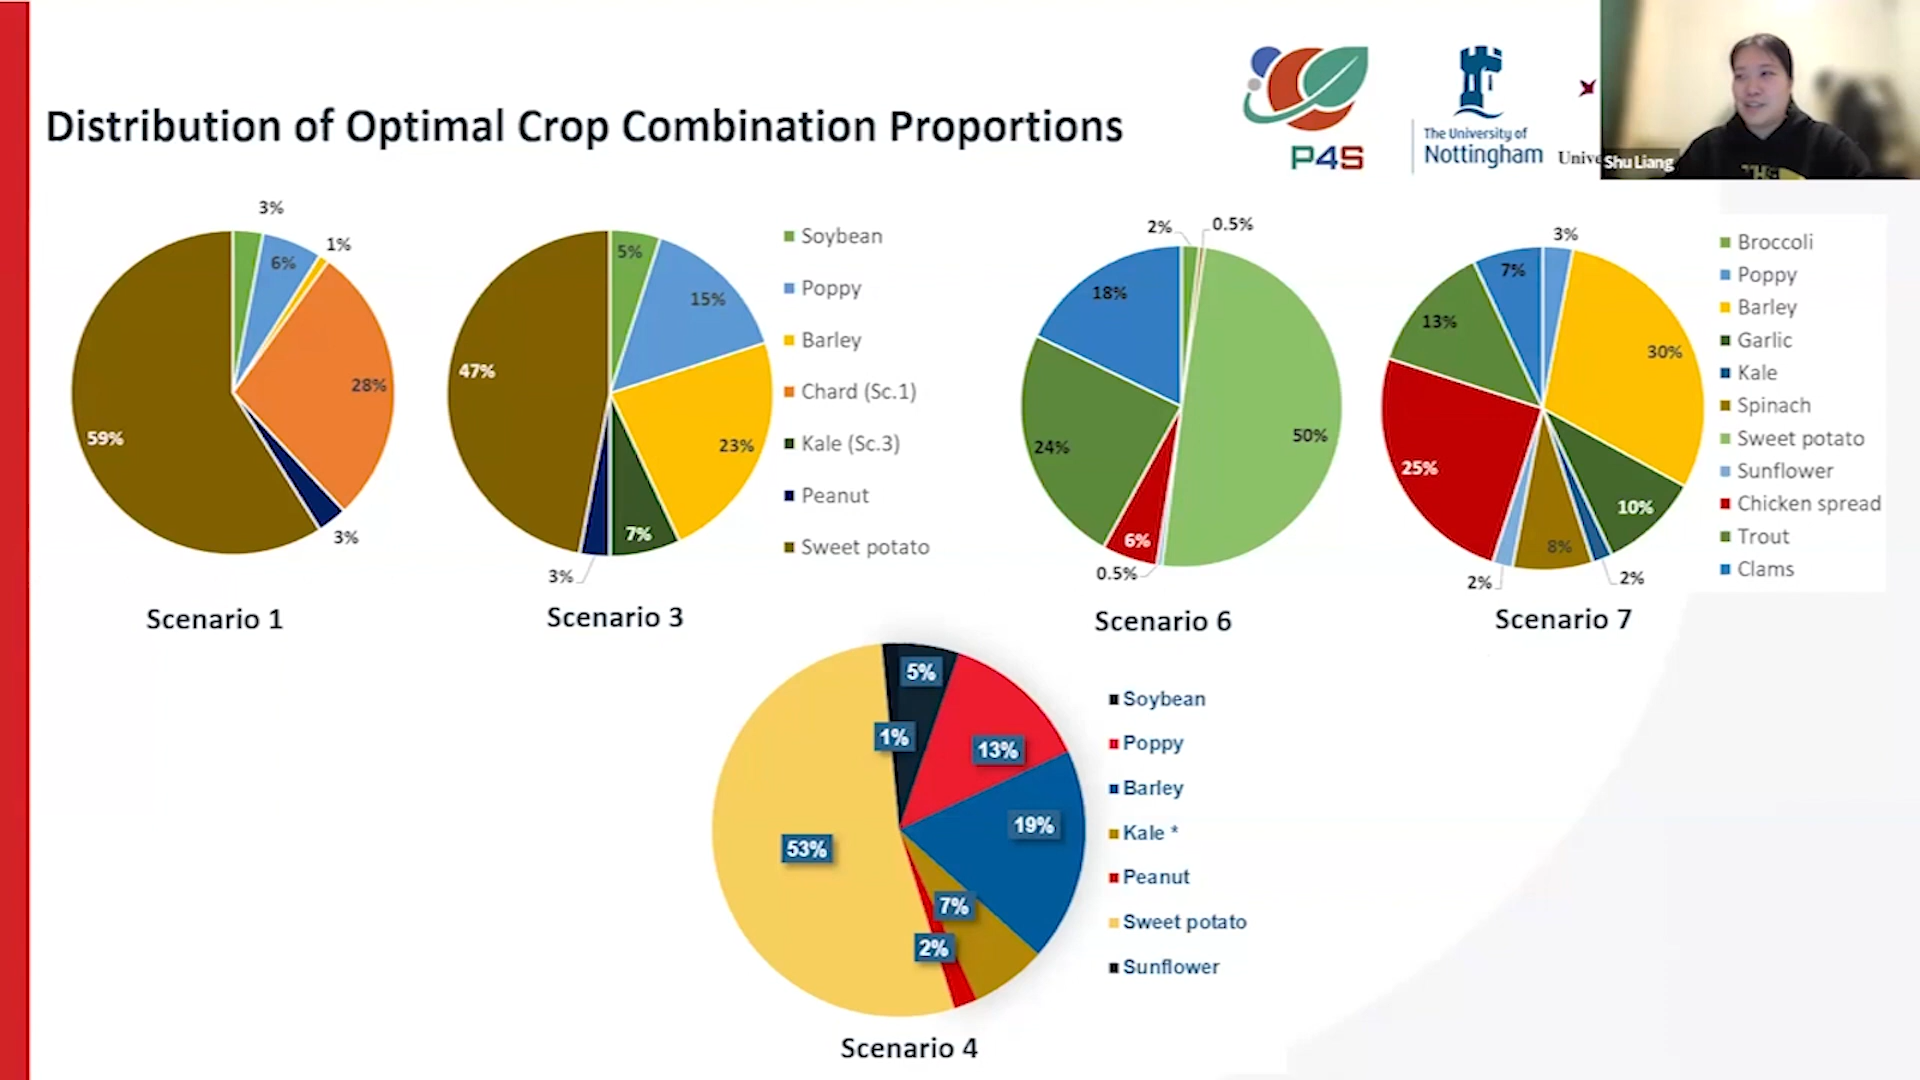 Distribution of Optimal Crop Combination Proportions
P4S
The University of
Nottingham
Shu Liang
3%
6%
1%
28%
59%
3%
Scenario 1
5%
15%
47%
23%
7%
3%
Scenario 3
Soybean
Poppy
Barley
Chard (Sc.1)
Kale (Sc.3)
Peanut
Sweet potato
2%
0.5%
18%
50%
24%
6%
0.5%
Scenario 6
3%
7%
13%
30%
25%
10%
8%
2%
2%
Scenario 7
Broccoli
Poppy
Barley
Garlic
Kale
Spinach
Sweet potato
Sunflower
Chicken spread
Trout
Clams
5%
1%
13%
19%
53%
7%
2%
Scenario 4
Soybean
Poppy
Barley
Kale *
Peanut
Sweet potato
Sunflower